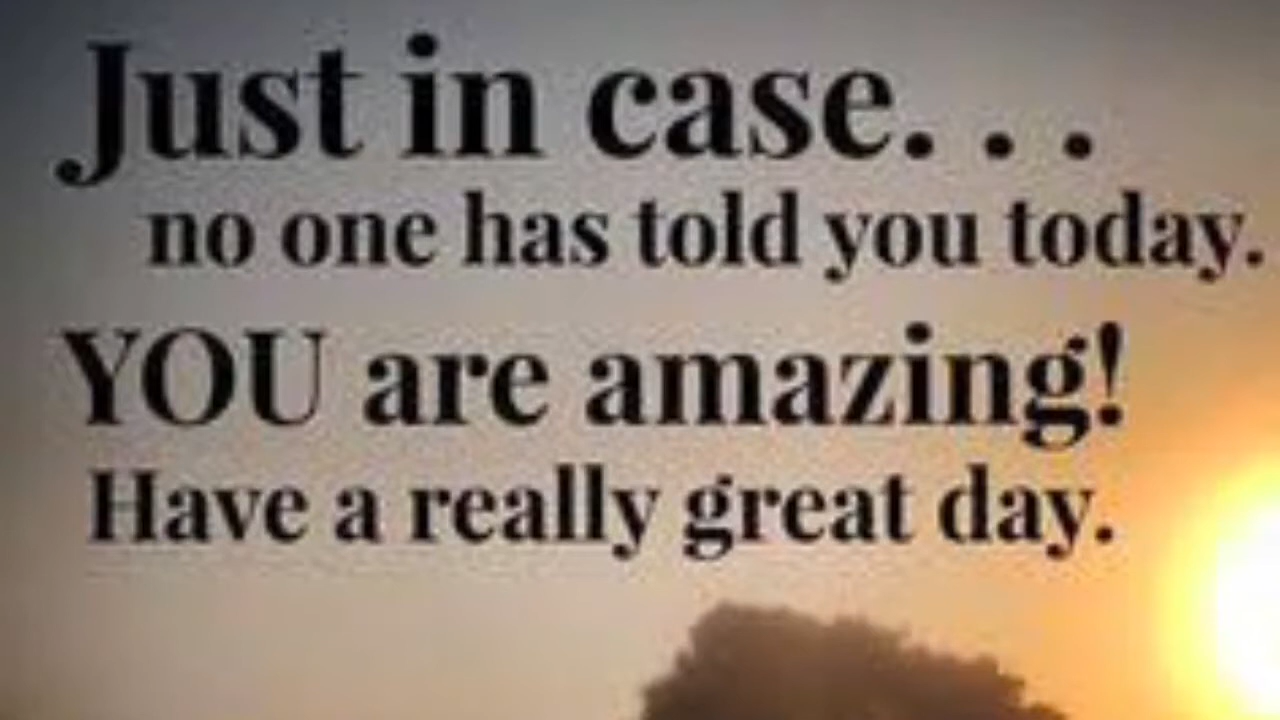 Just in case. . .
no one has told you today.
YOU are amazing!
Have a really great day.